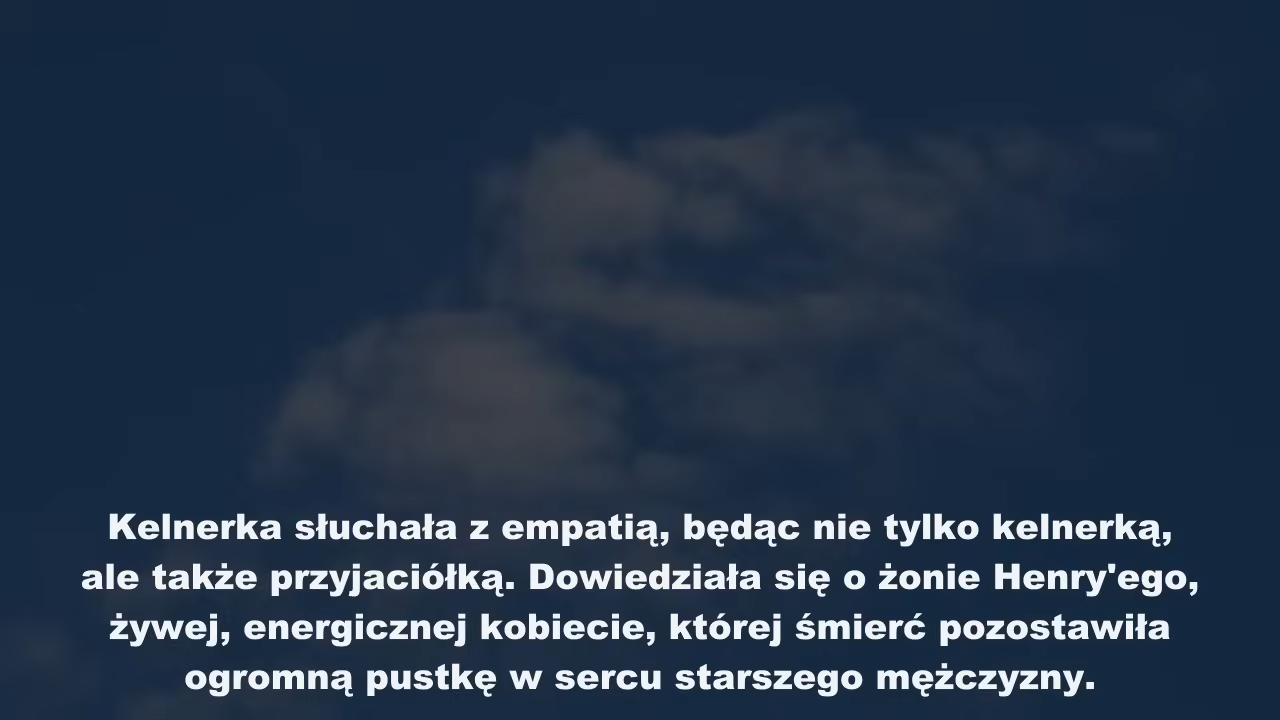 Kelnerka słuchała z empatią, będąc nie tylko kelnerką,
ale także przyjaciółką. Dowiedziała się o żonie Henry'ego,
żywej, energicznej kobiecie, której śmierć pozostawiła
ogromną pustkę w sercu starszego mężczyzny.